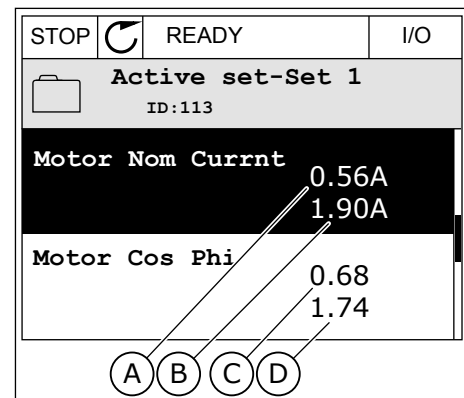 STOP READY I/O
Active set-Set 1
ID:113
Motor Nom Currnt
0.56A
1.90A
Motor Cos Phi
0.68
1.74
A B C D